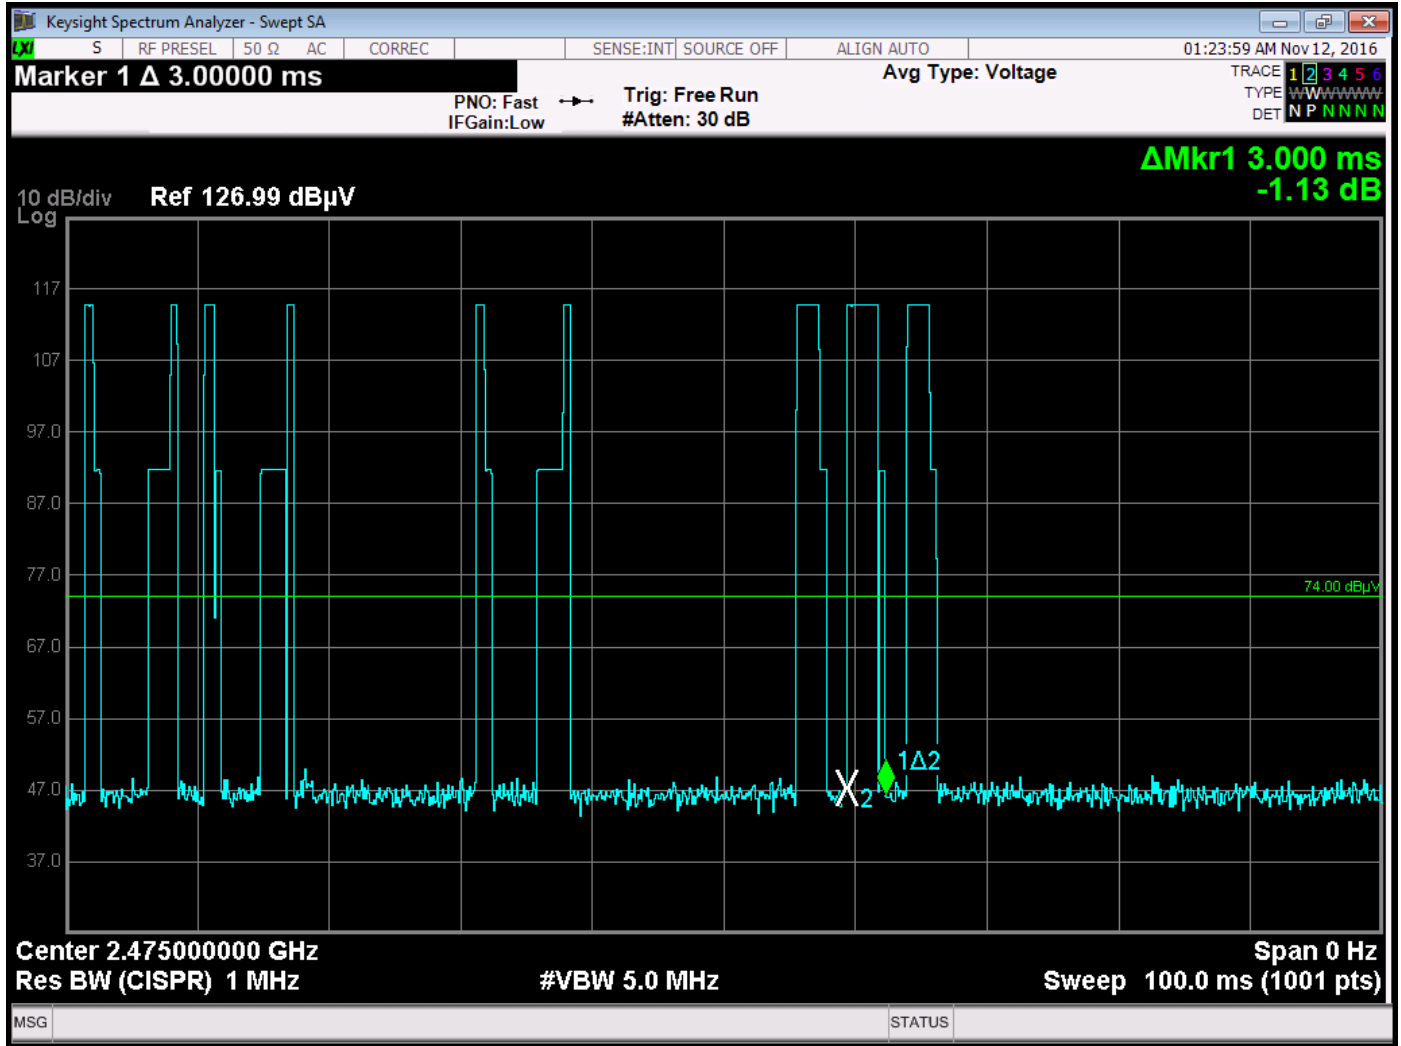 Keysight Spectrum Analyzer - Swept SA
LXI S RF PRESEL 50 Ω AC CORREC SENSE:INT SOURCE OFF ALIGN AUTO 01:23:59 AM Nov 12, 2016
Marker 1 Δ 3.00000 ms
Avg Type: Voltage
TRACE 1 2 3 4 5 6
PNO: Fast
Trig: Free Run
TYPE W W W W W W
IFGain:Low
#Atten: 30 dB
DET N P N N N N
ΔMkr1 3.000 ms
-1.13 dB
10 dB/div
Ref 126.99 dBµV
Log
117
107
97.0
87.0
77.0
74.00 dBµV
67.0
57.0
1Δ2
47.0
X2
37.0
Center 2.475000000 GHz
Span 0 Hz
Res BW (CISPR) 1 MHz
#VBW 5.0 MHz
Sweep 100.0 ms (1001 pts)
MSG
STATUS